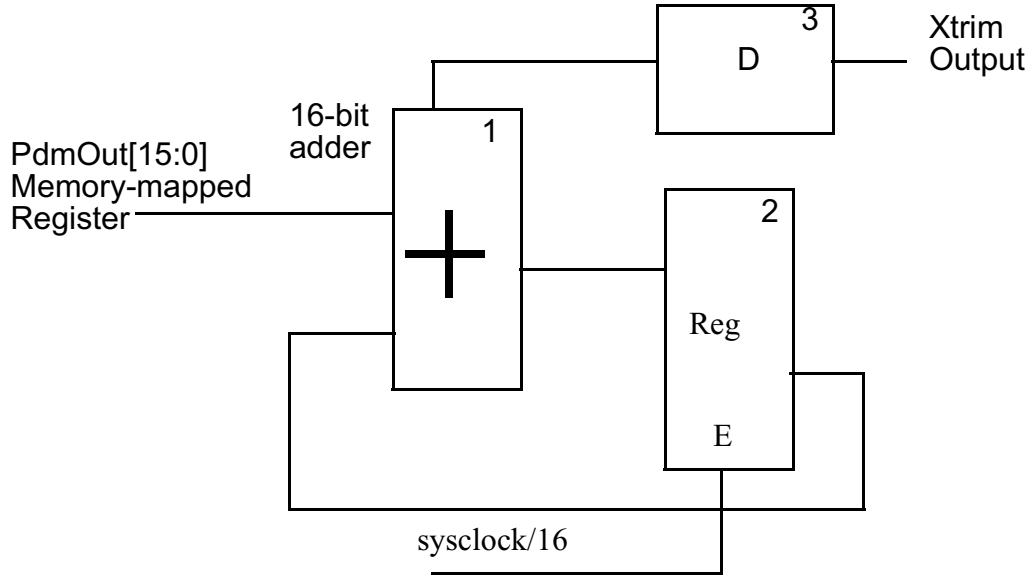 3
D
Xtrim
Output
16-bit
adder
1
PdmOut[15:0]
Memory-mapped
Register
2
Reg
E
sysclock/16